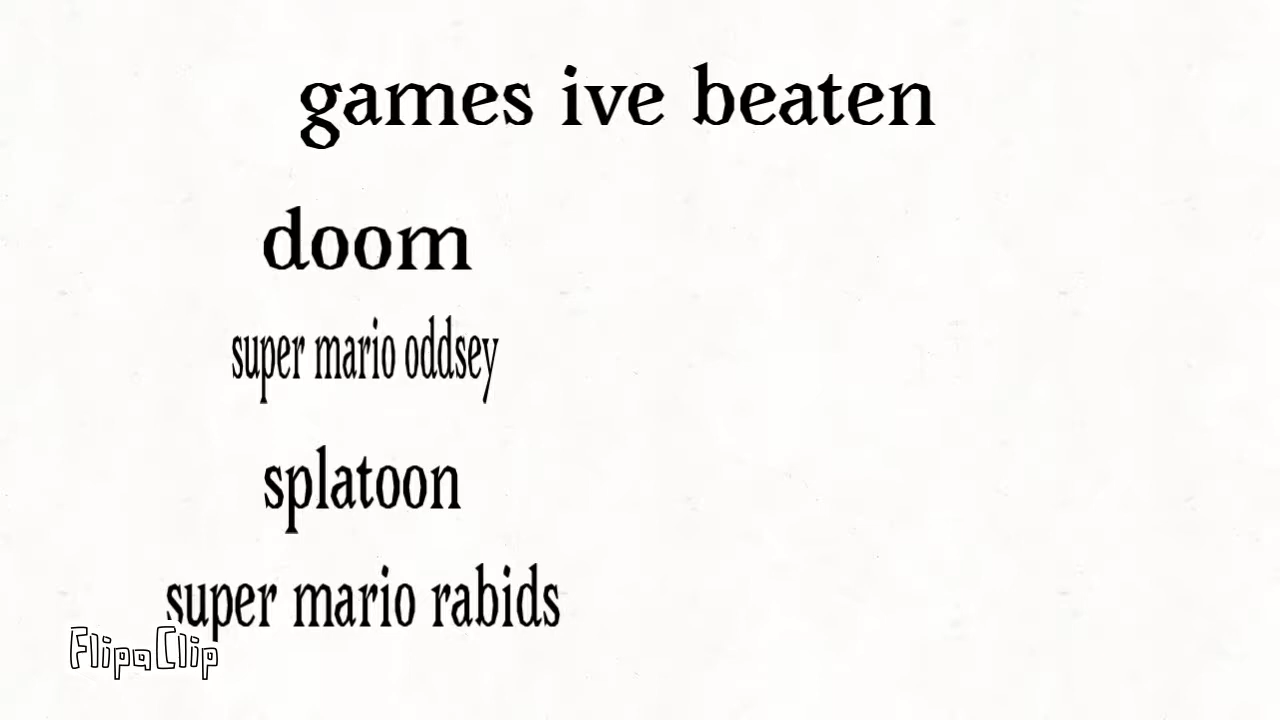 games ive beaten
doom
super mario oddsey
splatoon
super mario rabids
FlipaClip